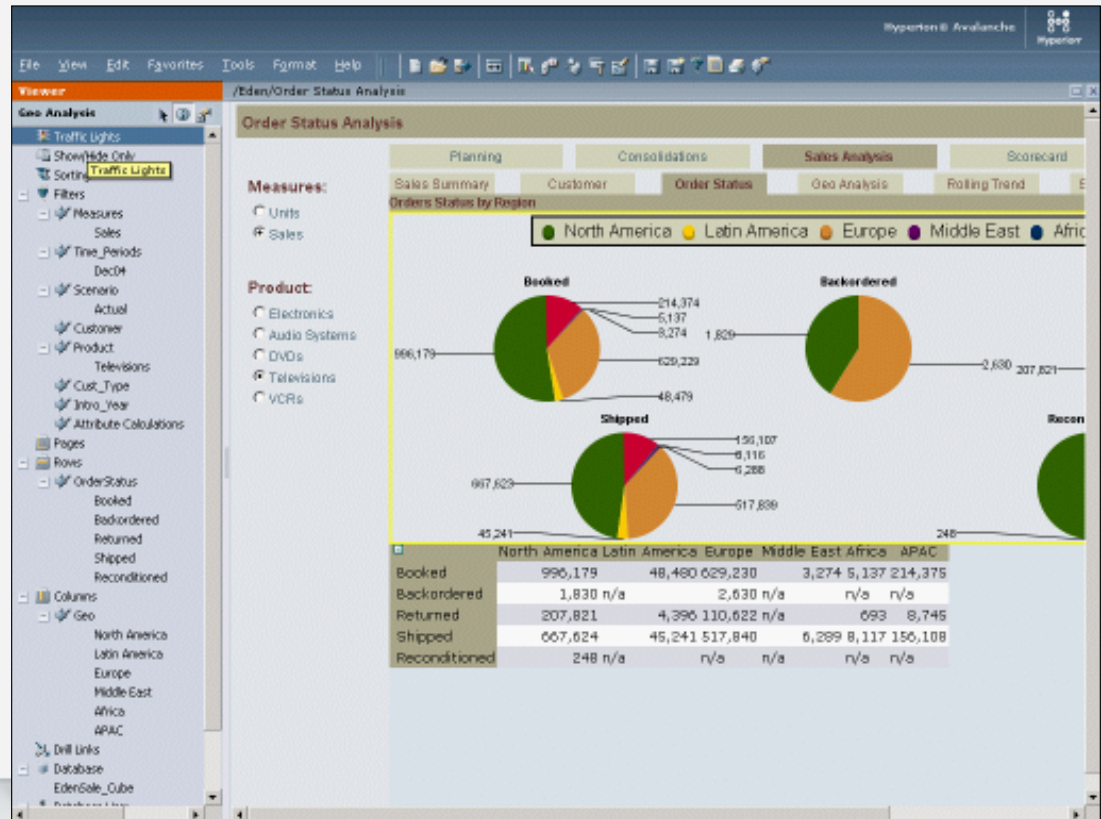 Hyperion® Avalanche
Hyperion
File View Edit Favorites Tools Format Help
Viewer
/Eden/Order Status Analysis
Geo Analysis
Traffic Lights
Show/Hide Only
Traffic Lights
Sorting
Filters
Measures
Sales
Time_Periods
Dec04
Scenario
Actual
Customer
Product
Televisions
Cust_Type
Intro_Year
Attribute Calculations
Pages
Rows
OrderStatus
Booked
Backordered
Returned
Shipped
Reconditioned
Columns
Geo
North America
Latin America
Europe
Middle East
Africa
APAC
Drill Links
Database
EdenSale_Cube
Order Status Analysis
Planning Consolidations Sales Analysis Scorecard
Sales Summary Customer Order Status Geo Analysis Rolling Trend
Orders Status by Region
Measures:
Units
Sales
Product:
Electronics
Audio Systems
DVDs
Televisions
VCRs
North America Latin America Europe Middle East Afric
Booked
214,374
5,137
3,274
996,179
629,229
48,479
Backordered
1,829
2,630
207,821
Shipped
156,107
8,116
6,288
667,623
517,839
45,241
Recon
248
North America Latin America Europe Middle East Africa APAC
Booked 996,179 48,480 629,230 3,274 5,137 214,375
Backordered 1,830 n/a 2,630 n/a n/a n/a
Returned 207,821 4,396 110,622 n/a 693 8,745
Shipped 667,624 45,241 517,840 6,289 8,117 156,108
Reconditioned 248 n/a n/a n/a n/a n/a